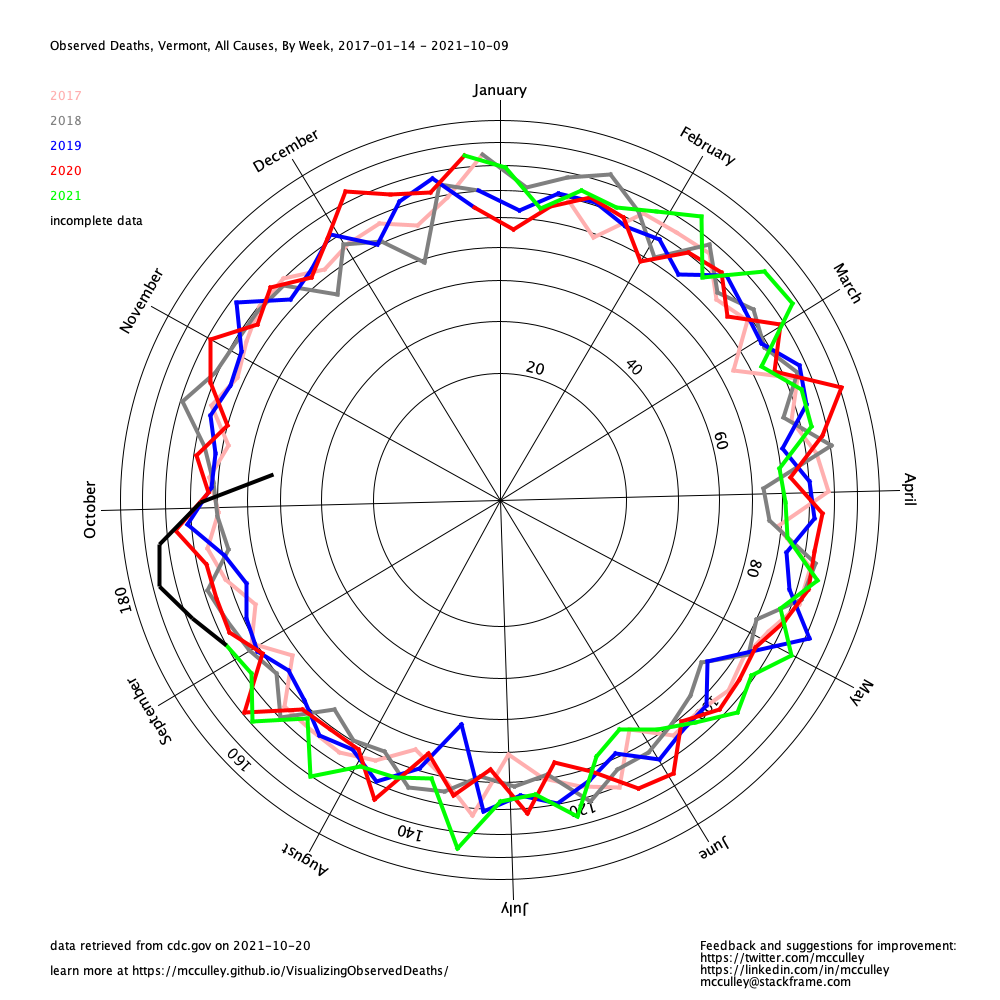 Observed Deaths, Vermont, All Causes, By Week, 2017-01-14 - 2021-10-09
January
2017
2018
2019
2020
2021
incomplete data
December
February
November
March
20
40
60
October
April
80
180
May
September
160
120
140
June
August
July
data retrieved from cdc.gov on 2021-10-20
learn more at https://mcculley.github.io/VisualizingObservedDeaths/
Feedback and suggestions for improvement:
https://twitter.com/mcculley
https://linkedin.com/in/mcculley
mcculley@stackframe.com